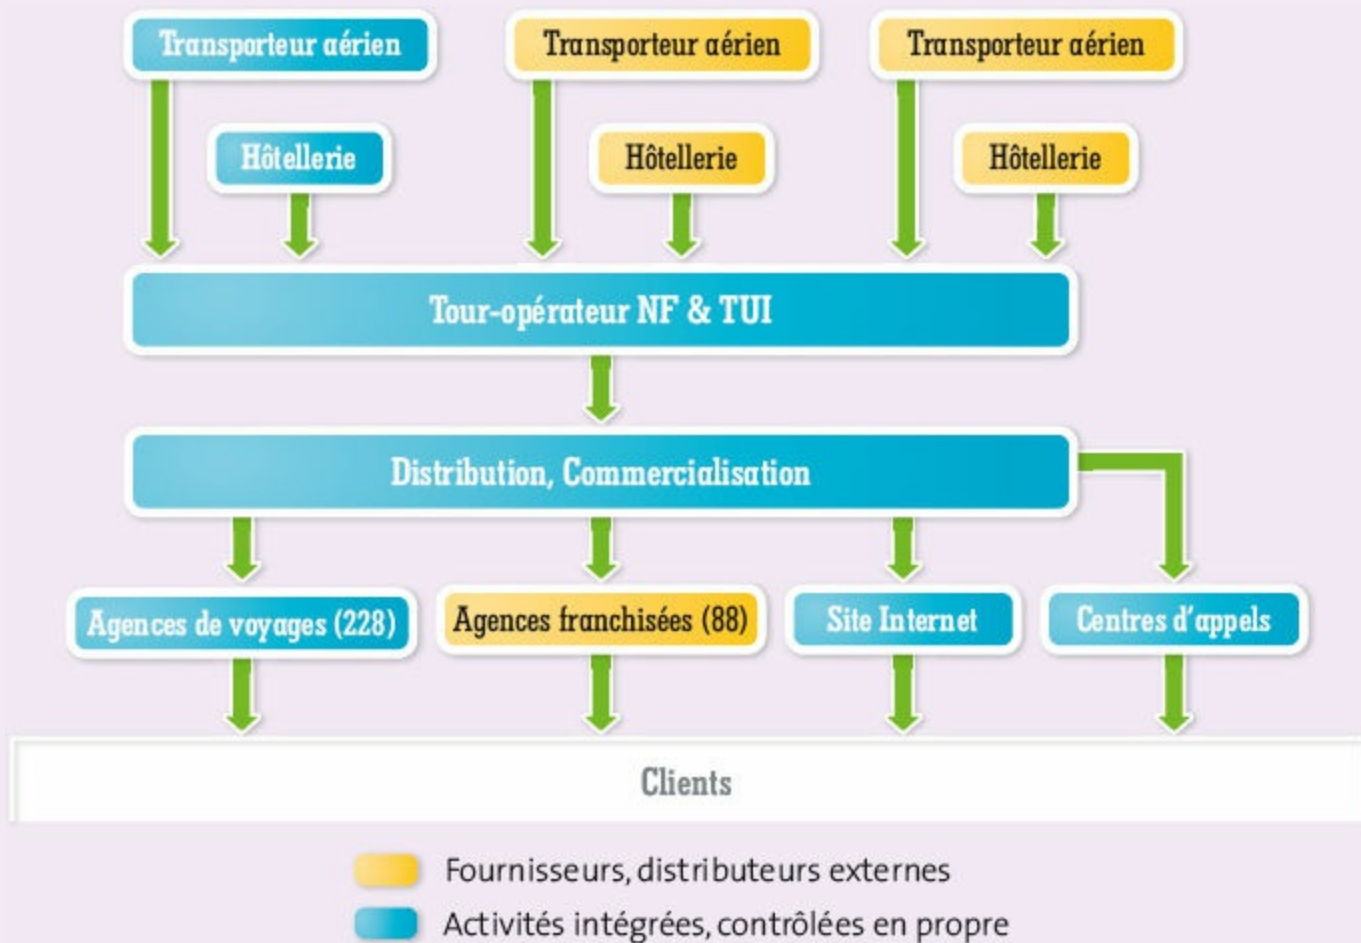 Transporteur aérien
Transporteur aérien
Transporteur aérien
Hôtellerie
Hôtellerie
Hôtellerie
Tour-opérateur NF & TUI
Distribution, Commercialisation
Agences de voyages (228)
Agences franchisées (88)
Site Internet
Centres d'appels
Clients
Fournisseurs, distributeurs externes
Activités intégrées, contrôlées en propre